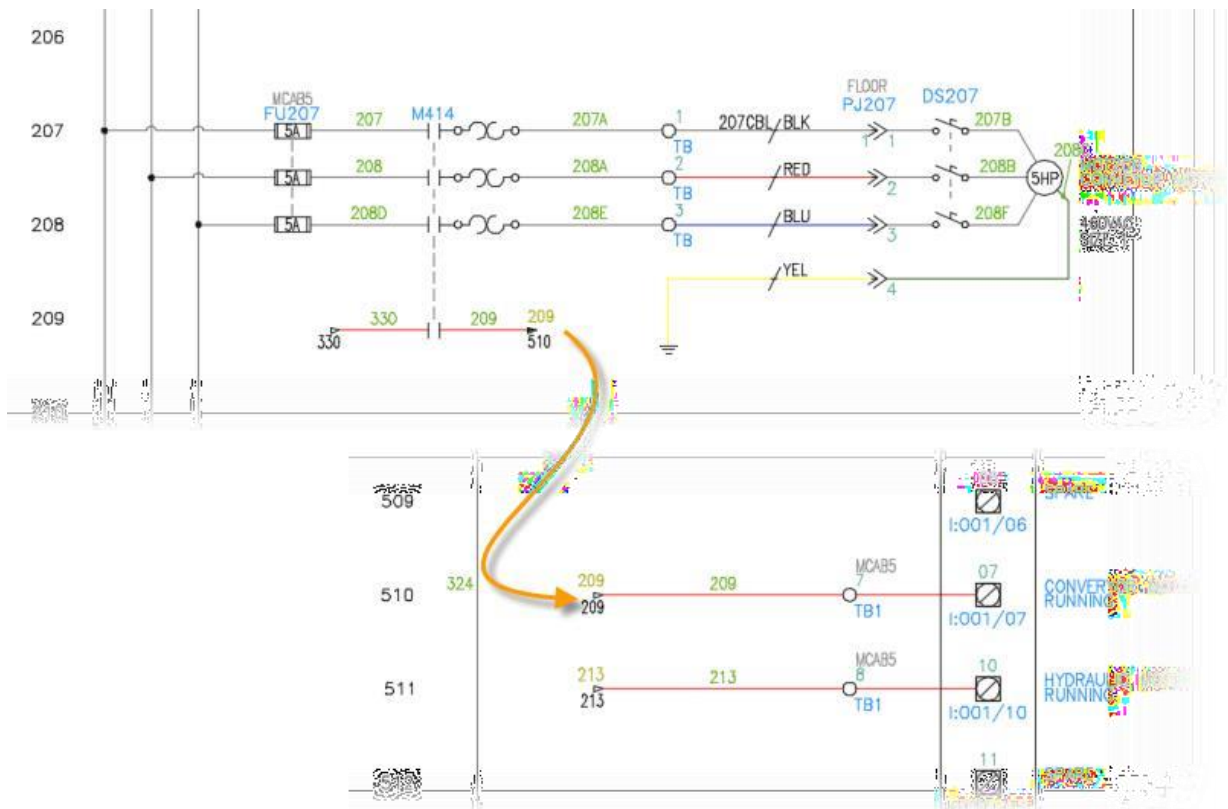 206
MCAB5
FU207
207
M414
207A
1
TB
207CBL/BLK
FLOOR
PJ207
DS207
207B
207
5A
1
1
208
208A
2
TB
RED
2
208B
5HP
5A
208
208D
208E
3
TB
BLU
3
208F
5A
YEL
4
209
330
209
209
330
510
509
I:001/06
SPARE
510
324
209
209
209
MCAB5
7
TB1
07
I:001/07
RUNNING
511
213
213
213
MCAB5
8
TB1
10
I:001/10
RUNNING
11